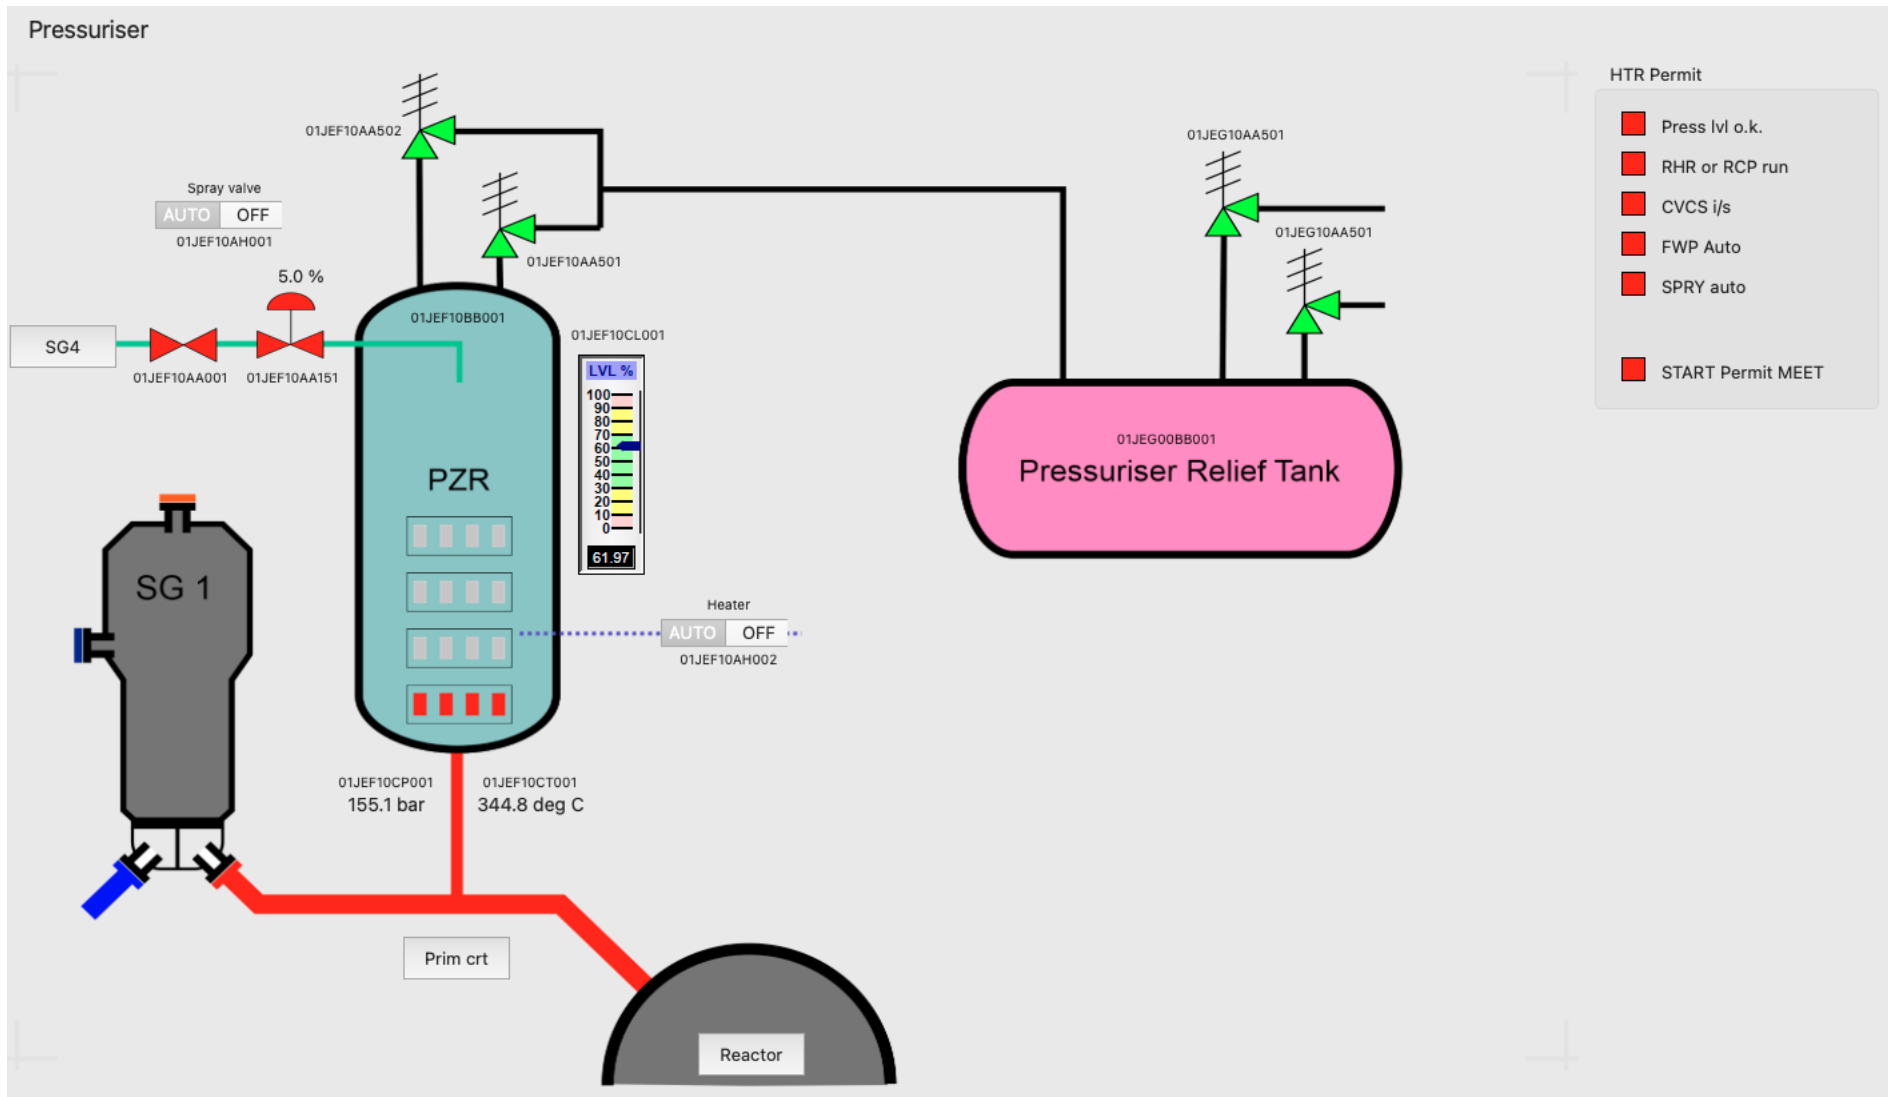 Pressuriser
HTR Permit
Press lvl o.k.
RHR or RCP run
CVCS i/s
FWP Auto
SPRY auto
START Permit MEET
01JEF10AA502
01JEG10AA501
Spray valve
AUTO OFF
01JEF10AH001
01JEG10AA501
01JEF10AA501
5.0 %
01JEF10BB001
01JEF10CL001
SG4
01JEF10AA001
01JEF10AA151
LVL %
100
90
80
70
60
50
40
30
20
10
0
61.97
01JEG00BB001
Pressuriser Relief Tank
PZR
SG 1
Heater
AUTO OFF
01JEF10AH002
01JEF10CP001
155.1 bar
01JEF10CT001
344.8 deg C
Prim crt
Reactor